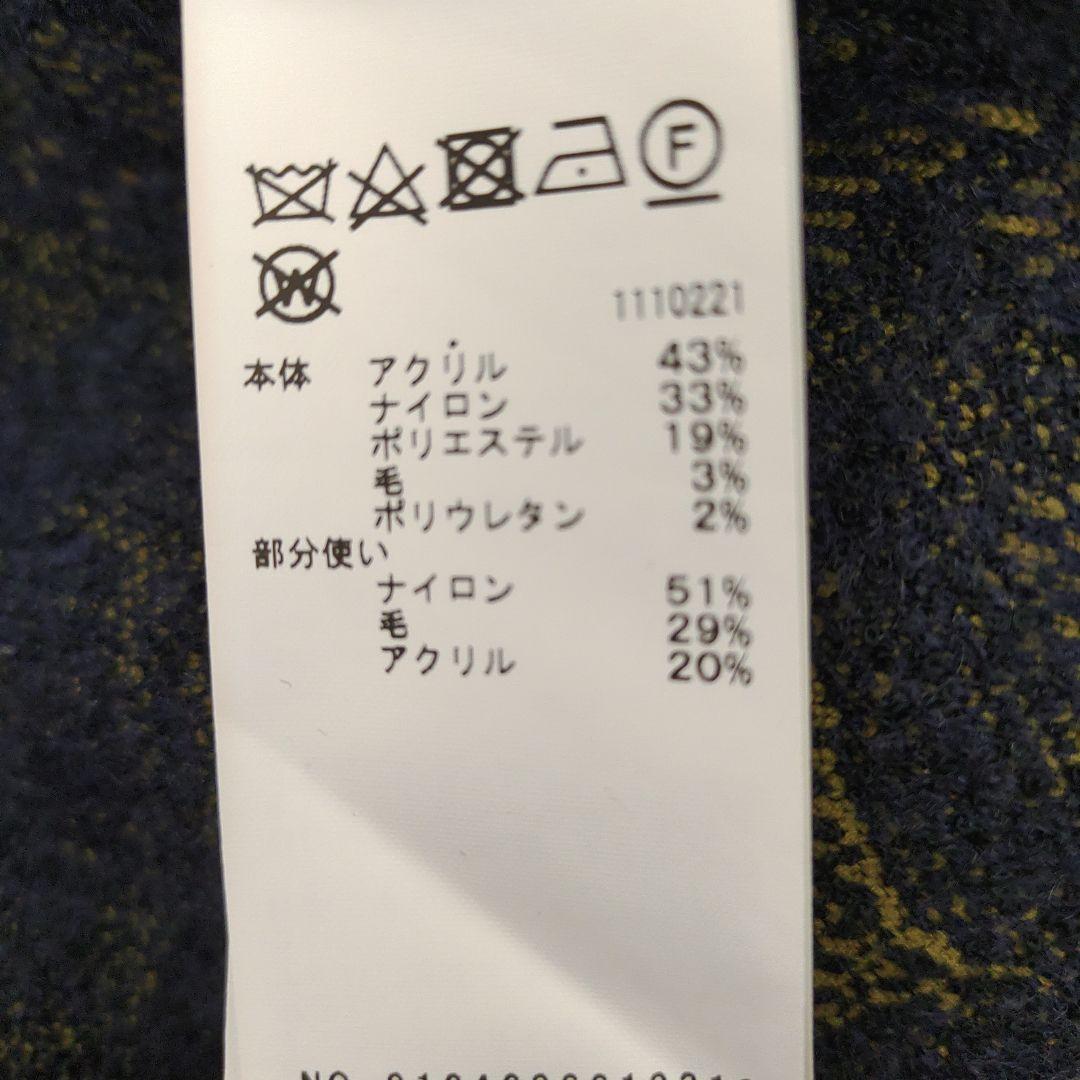 F
W
1110221
本体 アクリル 43%
ナイロン 33%
ポリエステル 19%
毛 3%
ポリウレタン 2%
部分使い
ナイロン 51%
毛 29%
アクリル 20%
NO